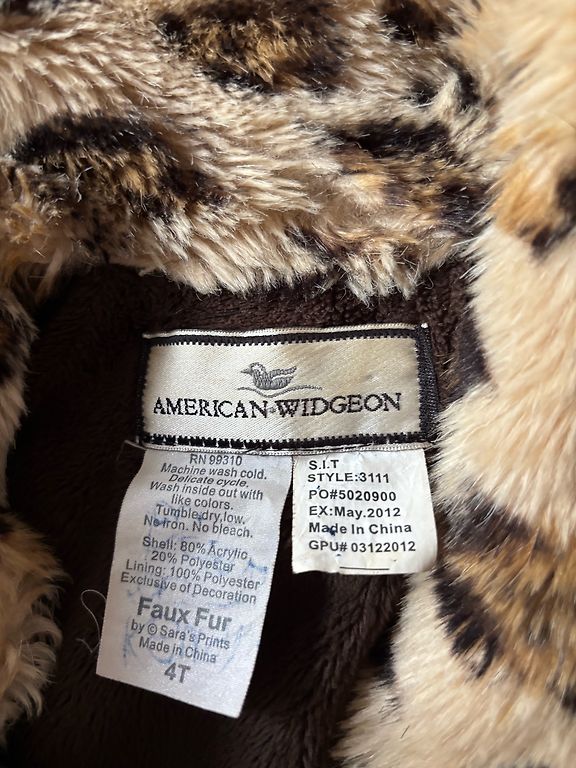 AMERICAN WIDGEON
RN 99310
Machine wash cold.
Delicate cycle.
Wash inside out with
like colors.
Tumble dry, low.
No iron. No bleach.
Shell: 80% Acrylic
20% Polyester
Lining: 100% Polyester
Exclusive of Decoration
Faux Fur
by © Sara's Prints
Made in China
4T
S.I.T
STYLE:3111
PO#5020900
EX:May.2012
Made In China
GPU# 03122012